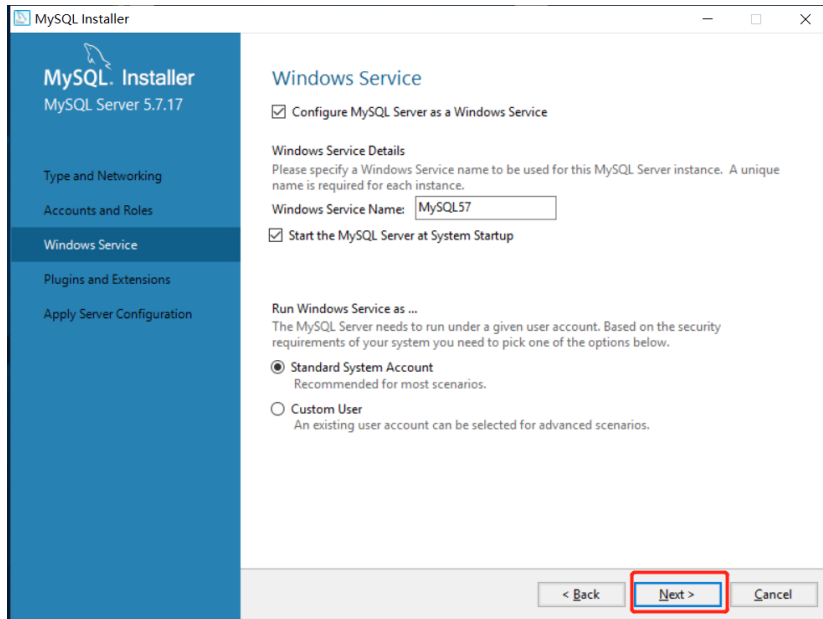 MySQL Installer
MySQL. Installer
MySQL Server 5.7.17
Type and Networking
Accounts and Roles
Windows Service
Plugins and Extensions
Apply Server Configuration
Windows Service
Configure MySQL Server as a Windows Service
Windows Service Details
Please specify a Windows Service name to be used for this MySQL Server instance. A unique
name is required for each instance.
Windows Service Name: MySQL57
Start the MySQL Server at System Startup
Run Windows Service as ...
The MySQL Server needs to run under a given user account. Based on the security
requirements of your system you need to pick one of the options below.
Standard System Account
Recommended for most scenarios.
Custom User
An existing user account can be selected for advanced scenarios.
< Back Next > Cancel